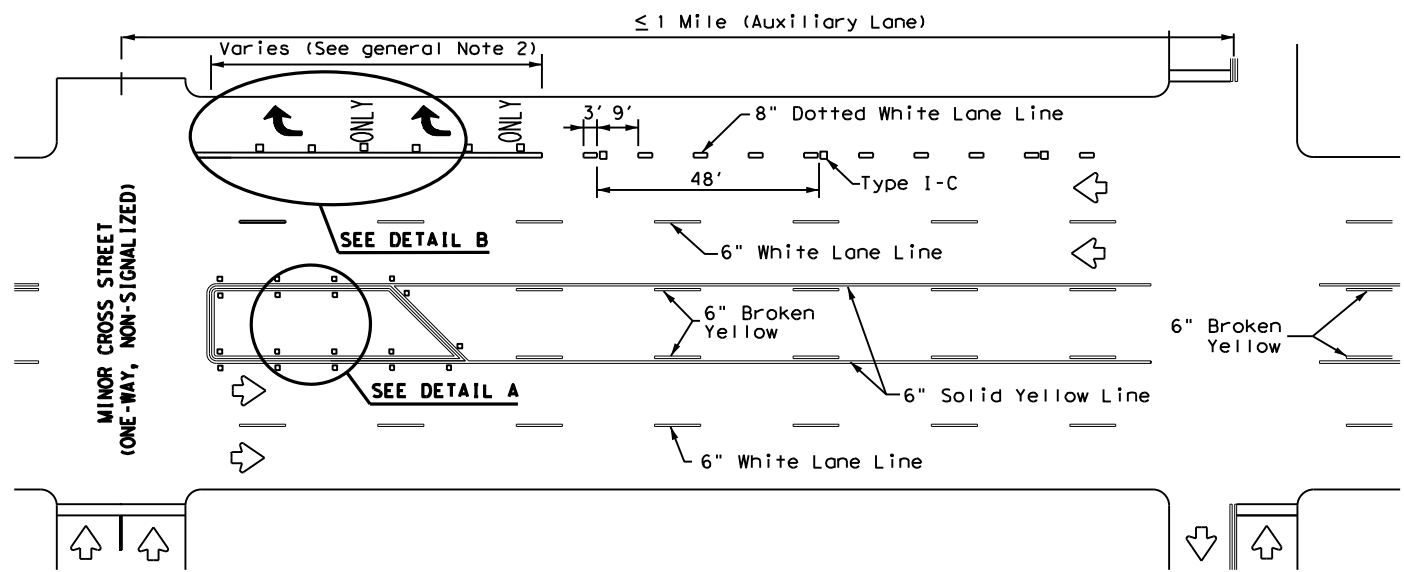 ≤ 1 Mile (Auxiliary Lane)
Varies (See general Note 2)
ONLY
ONLY
3' 9'
8" Dotted White Lane Line
48'
Type I-C
SEE DETAIL B
6" White Lane Line
MINOR CROSS STREET
(ONE-WAY, NON-SIGNALIZED)
6" Broken
Yellow
6" Broken
Yellow
SEE DETAIL A
6" Solid Yellow Line
6" White Lane Line